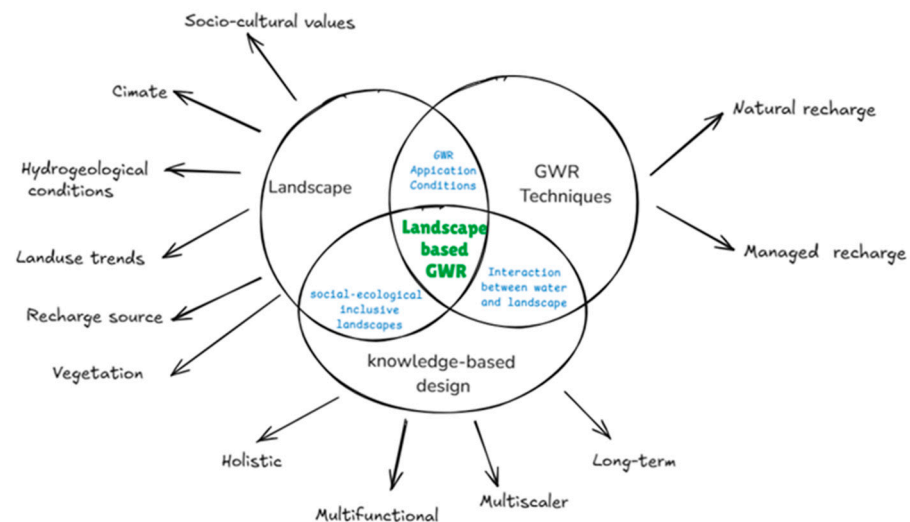 Socio-cultural values
Cimate
Hydrogeological
conditions
Landuse trends
Recharge source
Vegetation
Landscape
GWR
Appication
Conditions
GWR
Techniques
Natural recharge
Managed recharge
Landscape
based
GWR
social-ecological
inclusive
landscapes
Interaction
between water
and landscape
knowledge-based
design
Holistic
Multifunctional
Multiscaler
Long-term